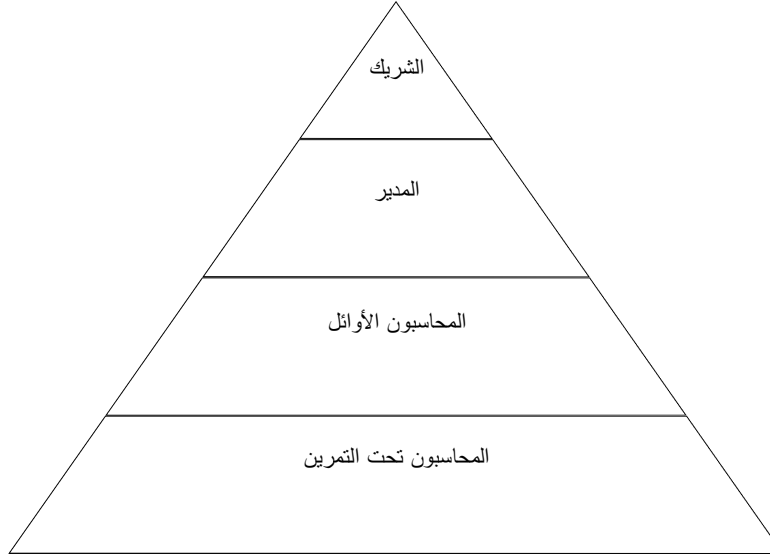 الشريك
المدير
المحاسبون الأوائل
المحاسبون تحت التمرين